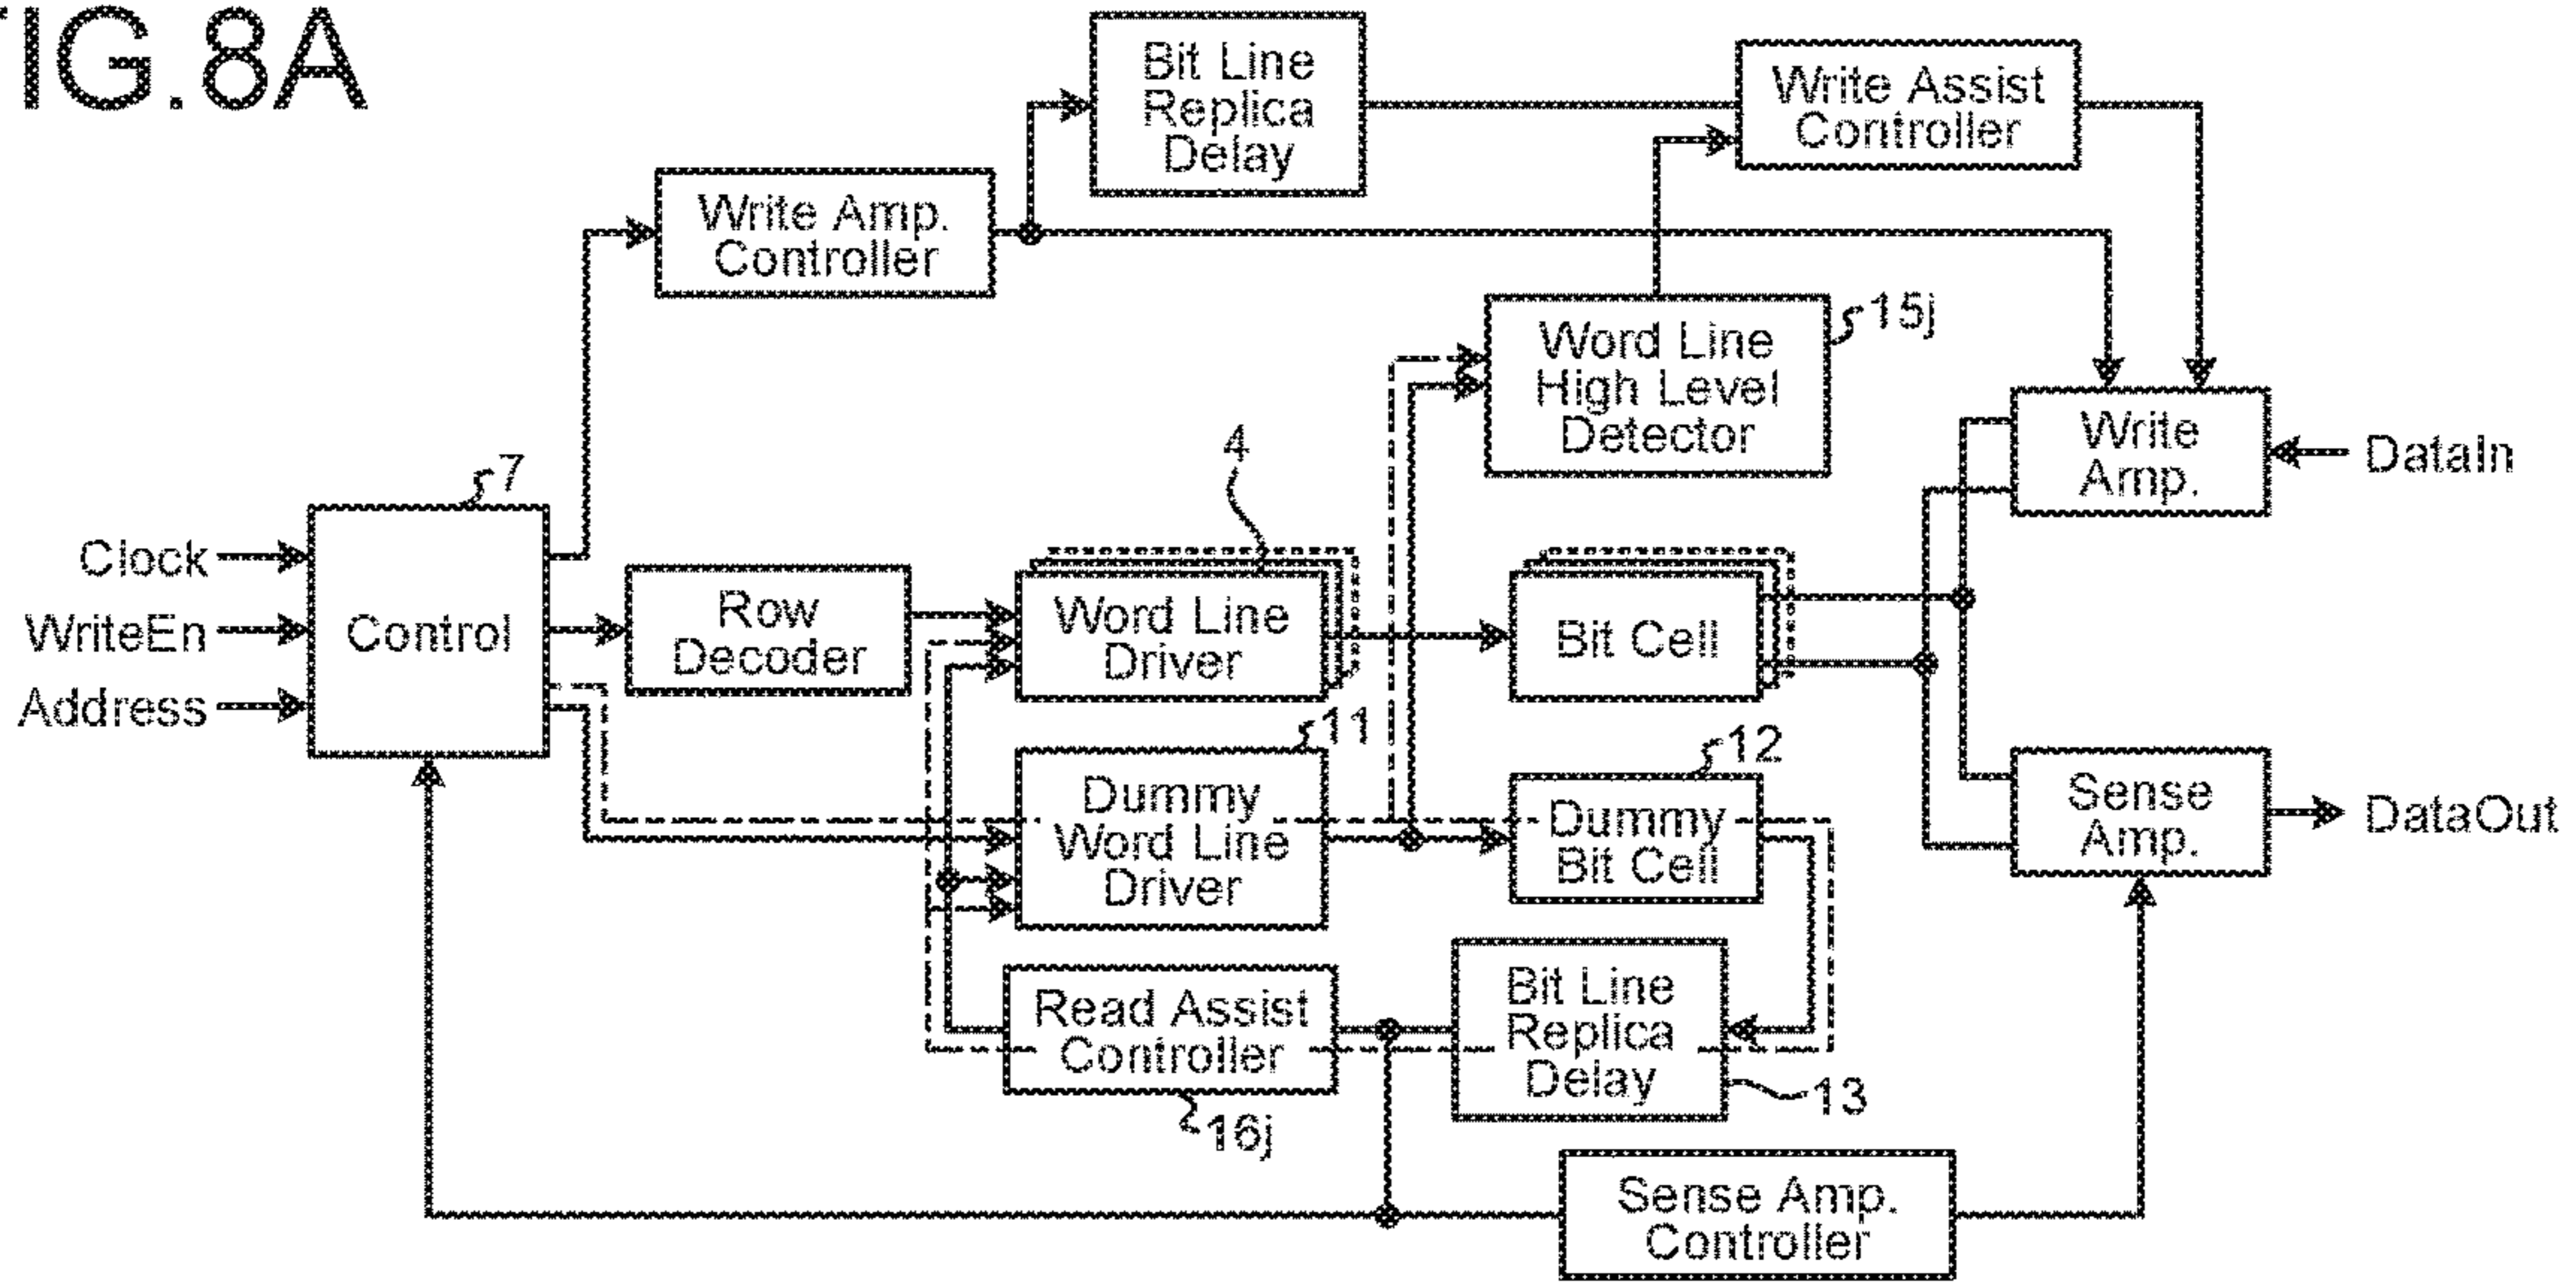 FIG.8A
Bit Line
Replica
Delay
Write Assist
Controller
Write Amp.
Controller
15j
Word Line
High Level
Detector
Write
Amp.
DataIn
7
4
Clock
WriteEn
Address
Control
Row
Decoder
Word Line
Driver
Bit Cell
11
12
Dummy
Word Line
Driver
Dummy
Bit Cell
Sense
Amp.
DataOut
Read Assist
Controller
Bit Line
Replica
Delay
16j
13
Sense Amp.
Controller